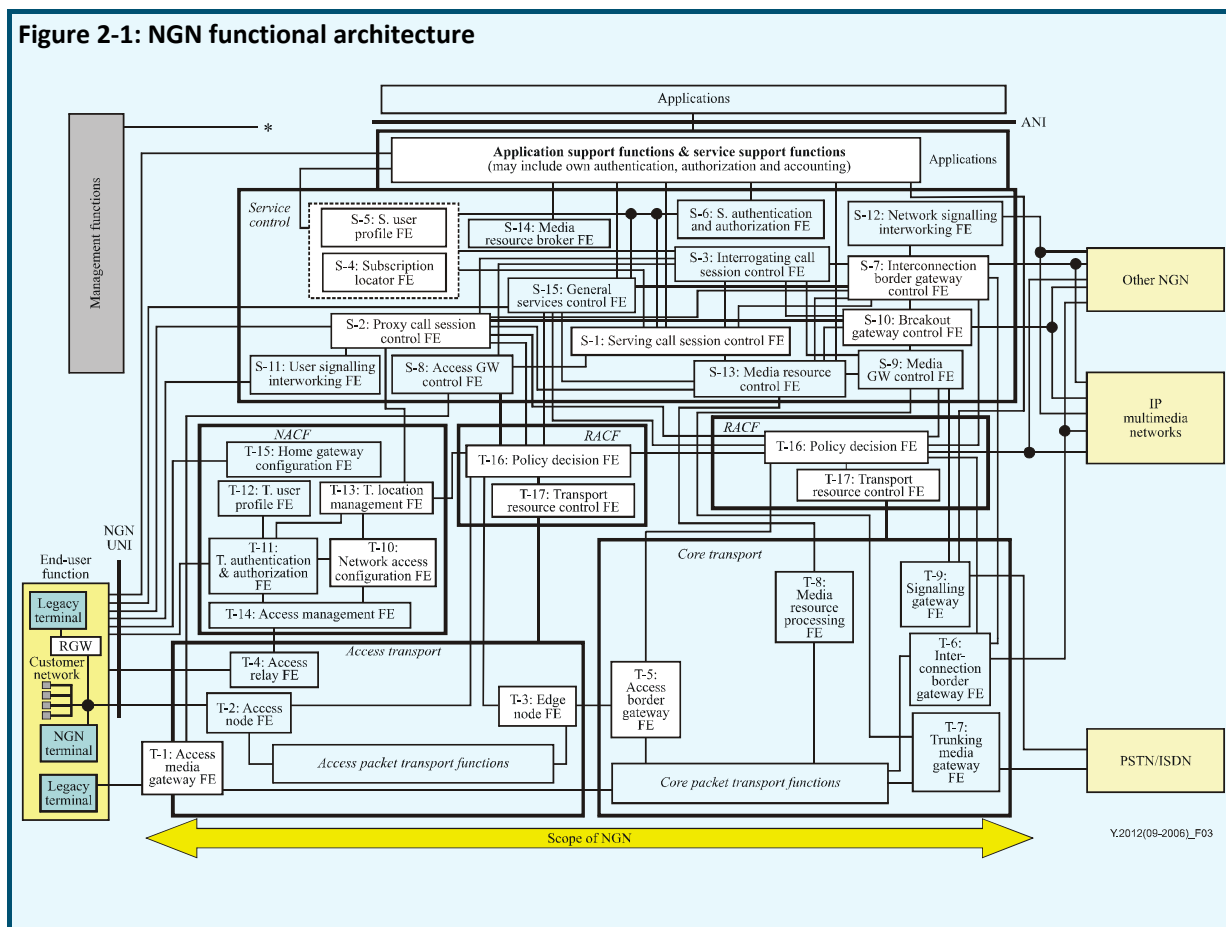 Figure 2-1: NGN functional architecture
Applications
ANI
*
Management functions
Application support functions & service support functions
(may include own authentication, authorization and accounting)
Applications
Service
control
S-5: S. user
profile FE
S-4: Subscription
locator FE
S-14: Media
resource broker FE
S-6: S. authentication
and authorization FE
S-12: Network signalling
interworking FE
S-3: Interrogating call
session control FE
S-7: Interconnection
border gateway
control FE
S-15: General
services control FE
S-2: Proxy call session
control FE
S-1: Serving call session control FE
S-10: Breakout
gateway control FE
S-11: User signalling
interworking FE
S-8: Access GW
control FE
S-13: Media resource
control FE
S-9: Media
GW control FE
Other NGN
IP
multimedia
networks
NACF
T-15: Home gateway
configuration FE
T-12: T. user
profile FE
T-13: T. location
management FE
T-11:
T. authentication
& authorization
FE
T-10:
Network access
configuration FE
T-14: Access management FE
RACF
T-16: Policy decision FE
T-17: Transport
resource control FE
RACF
T-16: Policy decision FE
T-17: Transport
resource control FE
NGN
UNI
End-user
function
Legacy
terminal
RGW
Customer
network
NGN
terminal
Legacy
terminal
Access transport
T-4: Access
relay FE
T-2: Access
node FE
T-3: Edge
node FE
T-1: Access
media
gateway FE
Access packet transport functions
Core transport
T-8: Media
resource
processing
FE
T-9:
Signalling
gateway FE
T-5:
Access
border
gateway
FE
T-6:
Inter-
connection
border
gateway FE
T-7:
Trunking
media
gateway
FE
Core packet transport functions
PSTN/ISDN
Scope of NGN
Y.2012(09-2006)_F03